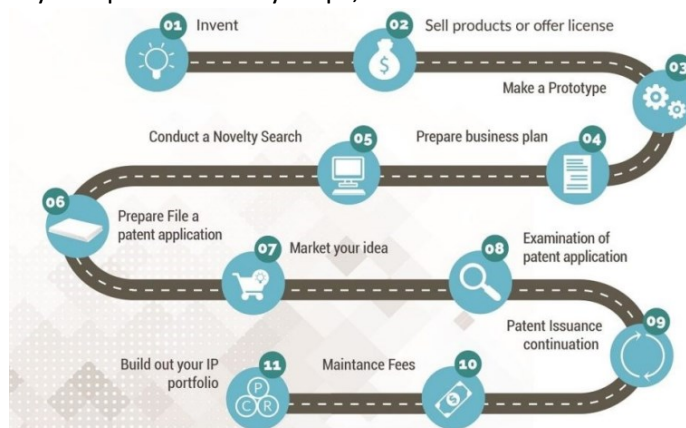 01 Invent
02 Sell products or offer license
03
Make a Prototype
Conduct a Novelty Search 05 Prepare business plan 04
06
Prepare File a
patent application
07 Market your idea
08 Examination of
patent application
Patent Issuance
continuation
09
Build out your IP
portfolio
11 Maintance Fees 10
P
C R